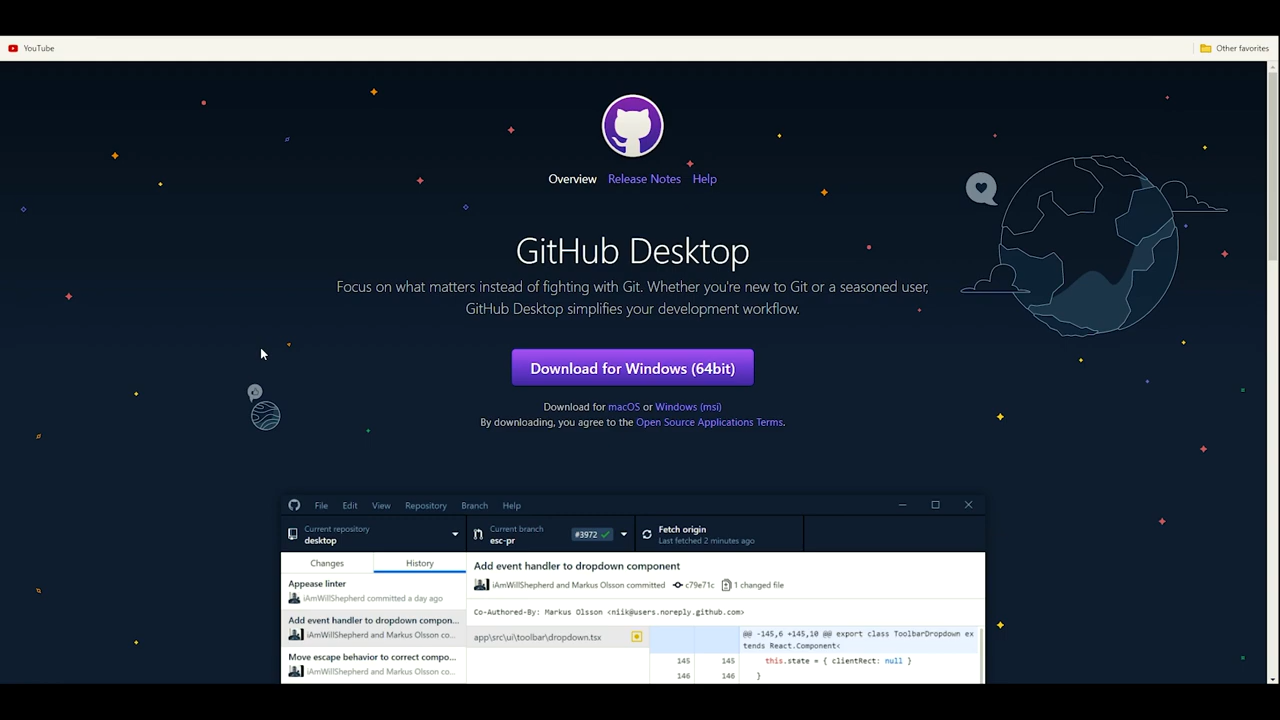 YouTube
Other favorites
Overview Release Notes Help
GitHub Desktop
Focus on what matters instead of fighting with Git. Whether you're new to Git or a seasoned user,
GitHub Desktop simplifies your development workflow.
Download for Windows (64bit)
Download for macOS or Windows (msi)
By downloading, you agree to the Open Source Applications Terms.
File Edit View Repository Branch Help
Current repository
desktop
Current branch
esc-pr
#3972
Fetch origin
Last fetched 2 minutes ago
Changes
History
Appease linter
iAmWillShepherd committed a day ago
Add event handler to dropdown compon...
iAmWillShepherd and Markus Olsson co...
Move escape behavior to correct compo...
iAmWillShepherd and Markus Olsson co...
Add event handler to dropdown component
iAmWillShepherd and Markus Olsson committed c79e71c 1 changed file
Co-Authored-By: Markus Olsson <niik@users.noreply.github.com>
app\src\ui\toolbar\dropdown.tsx
@@ -145,6 +145,10 @@ export class ToolbarDropdown ex
tends React.Component<
145 145 this.state = { clientRect: null }
146 146 }